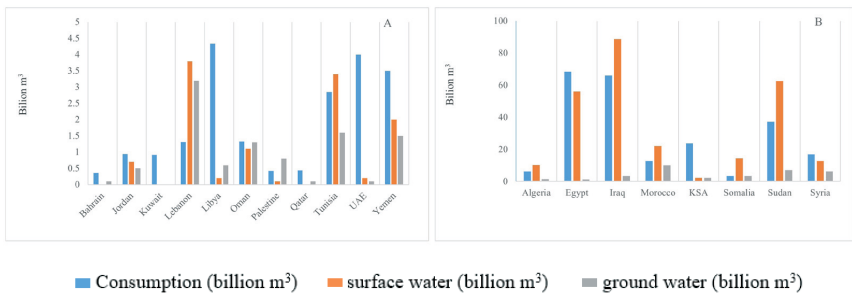 A
5
4.5
4
3.5
3
2.5
2
1.5
1
0.5
0
Bilion m³
Bahrain
Jordan
Kuwait
Lebanon
Libya
Oman
Palestine
Qatar
Tunisia
UAE
Yemen
B
100
80
60
40
20
0
Bilion m³
Algeria
Egypt
Iraq
Morocco
KSA
Somalia
Sudan
Syria
Consumption (billion m³)
surface water (billion m³)
ground water (billion m³)